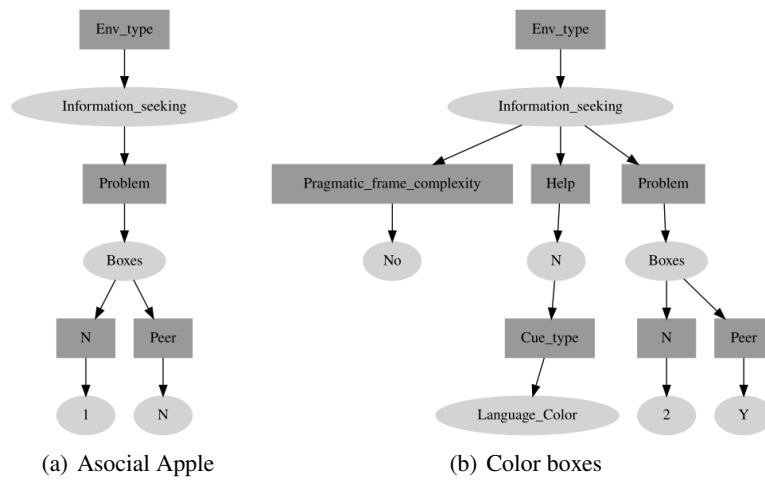 Env_type
Information_seeking
Problem
Boxes
N Peer
1 N
(a) Asocial Apple
Env_type
Information_seeking
Pragmatic_frame_complexity Help Problem
No N Boxes
Cue_type N Peer
Language_Color 2 Y
(b) Color boxes